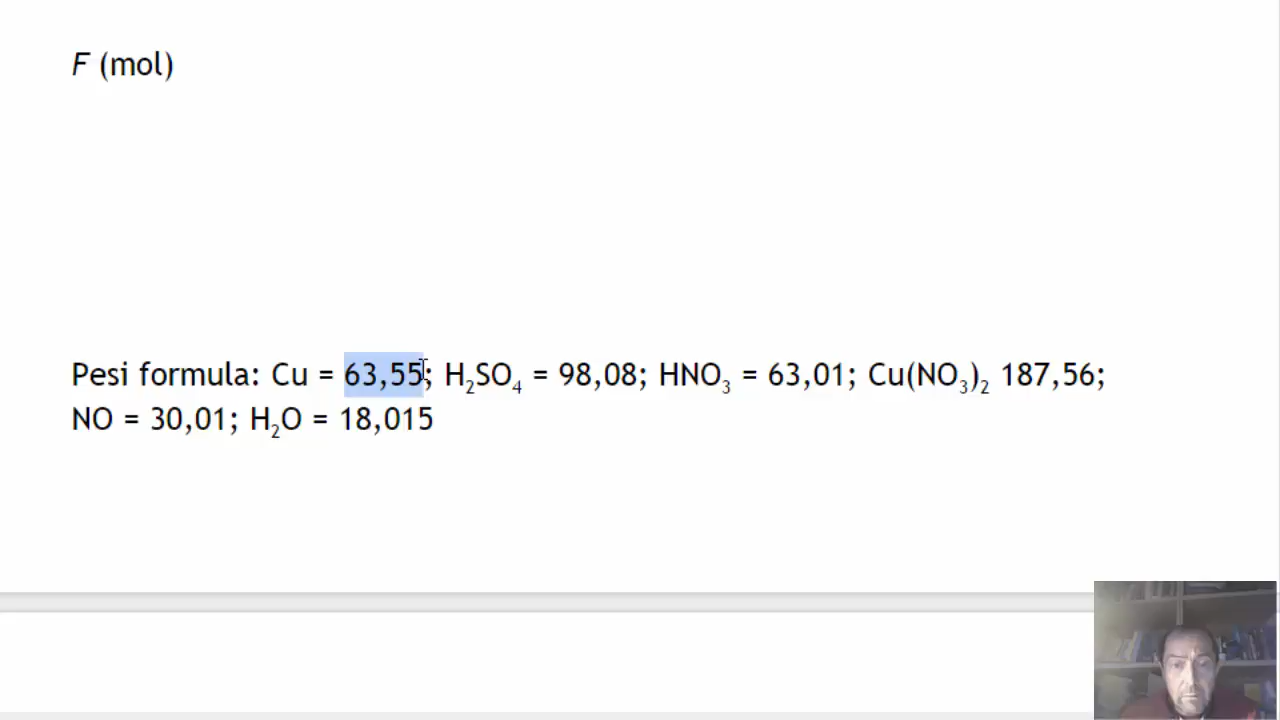 F (mol)
Pesi formula: Cu = 63,55; H₂SO₄ = 98,08; HNO₃ = 63,01; Cu(NO₃)₂ 187,56;
NO = 30,01; H₂O = 18,015